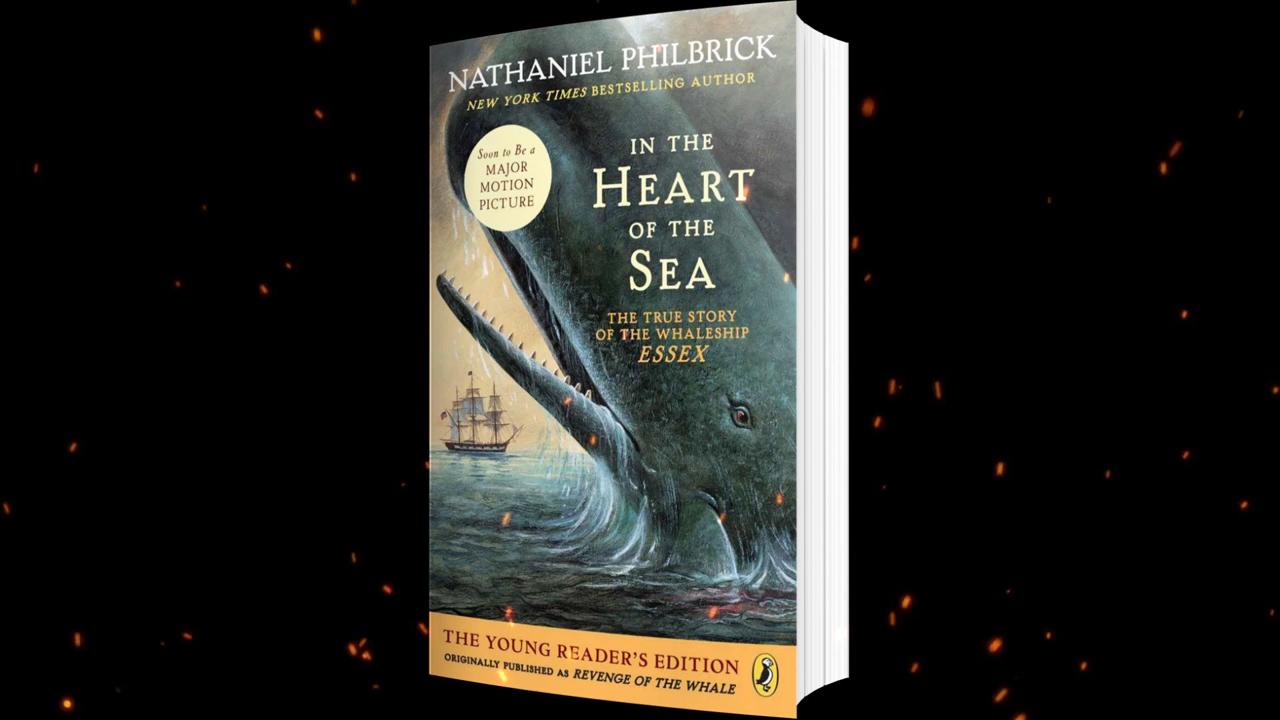 NATHANIEL PHILBRICK
NEW YORK TIMES BESTSELLING AUTHOR
Soon to Be a
MAJOR
MOTION
PICTURE
IN THE
HEART
OF THE
SEA
THE TRUE STORY
OF THE WHALESHIP
ESSEX
THE YOUNG READER'S EDITION
ORIGINALLY PUBLISHED AS REVENGE OF THE WHALE